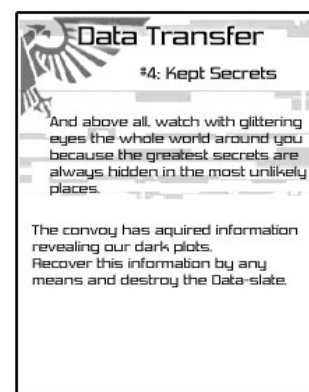 Data Transfer
#4: Kept Secrets
And above all, watch with glittering
eyes the whole world around you
because the greatest secrets are
always hidden in the most unlikely
places.
The convoy has aquired information
revealing our dark plots.
Recover this information by any
means and destroy the Data-slate.